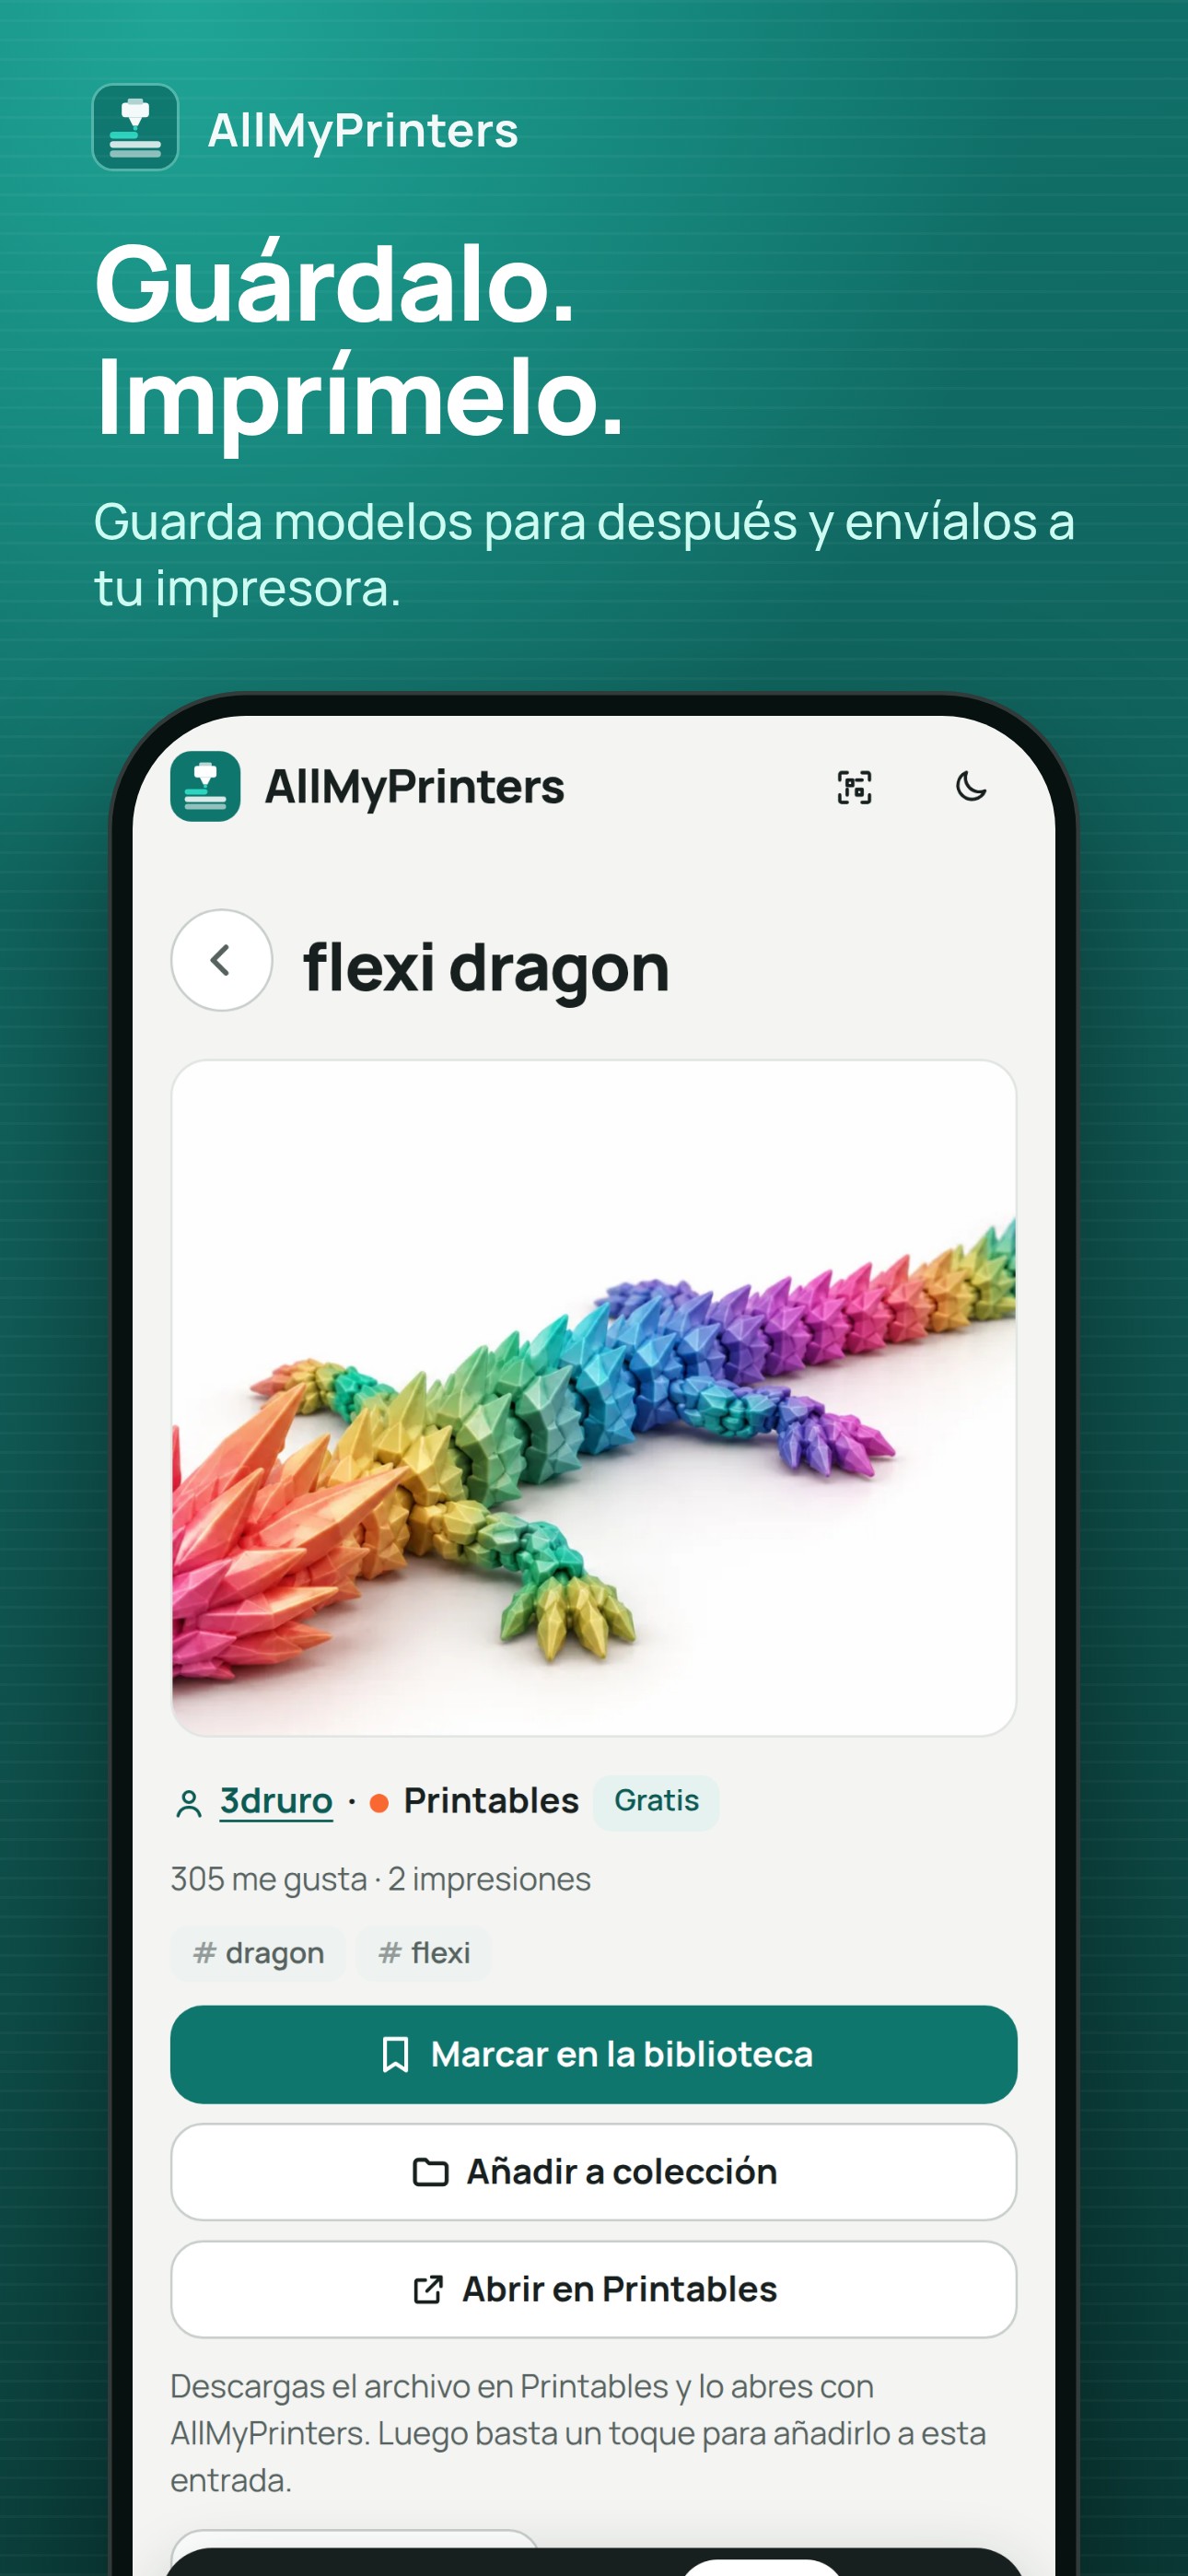 AllMyPrinters
Guárdalo.
Imprímelo.
Guarda modelos para después y envíalos a
tu impresora.
AllMyPrinters
flexi dragon
3druro · Printables Gratis
305 me gusta · 2 impresiones
# dragon # flexi
Marcar en la biblioteca
Añadir a colección
Abrir en Printables
Descargas el archivo en Printables y lo abres con
AllMyPrinters. Luego basta un toque para añadirlo a esta
entrada.